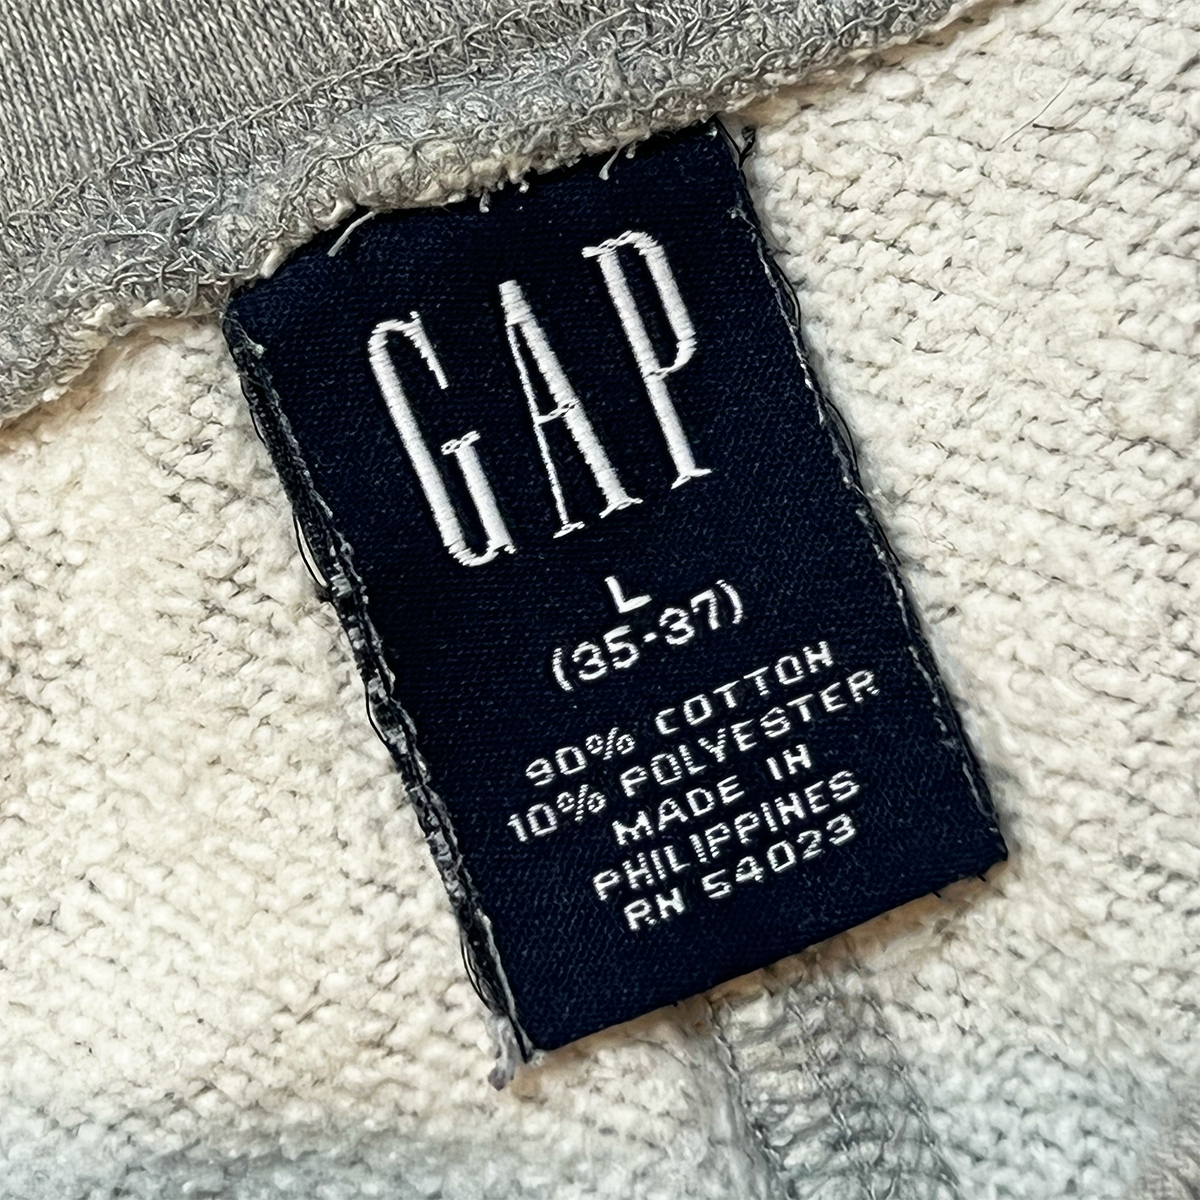 GAP
L
(35-37)
90% COTTON
10% POLYESTER
MADE IN
PHILIPPINES
RN 54023